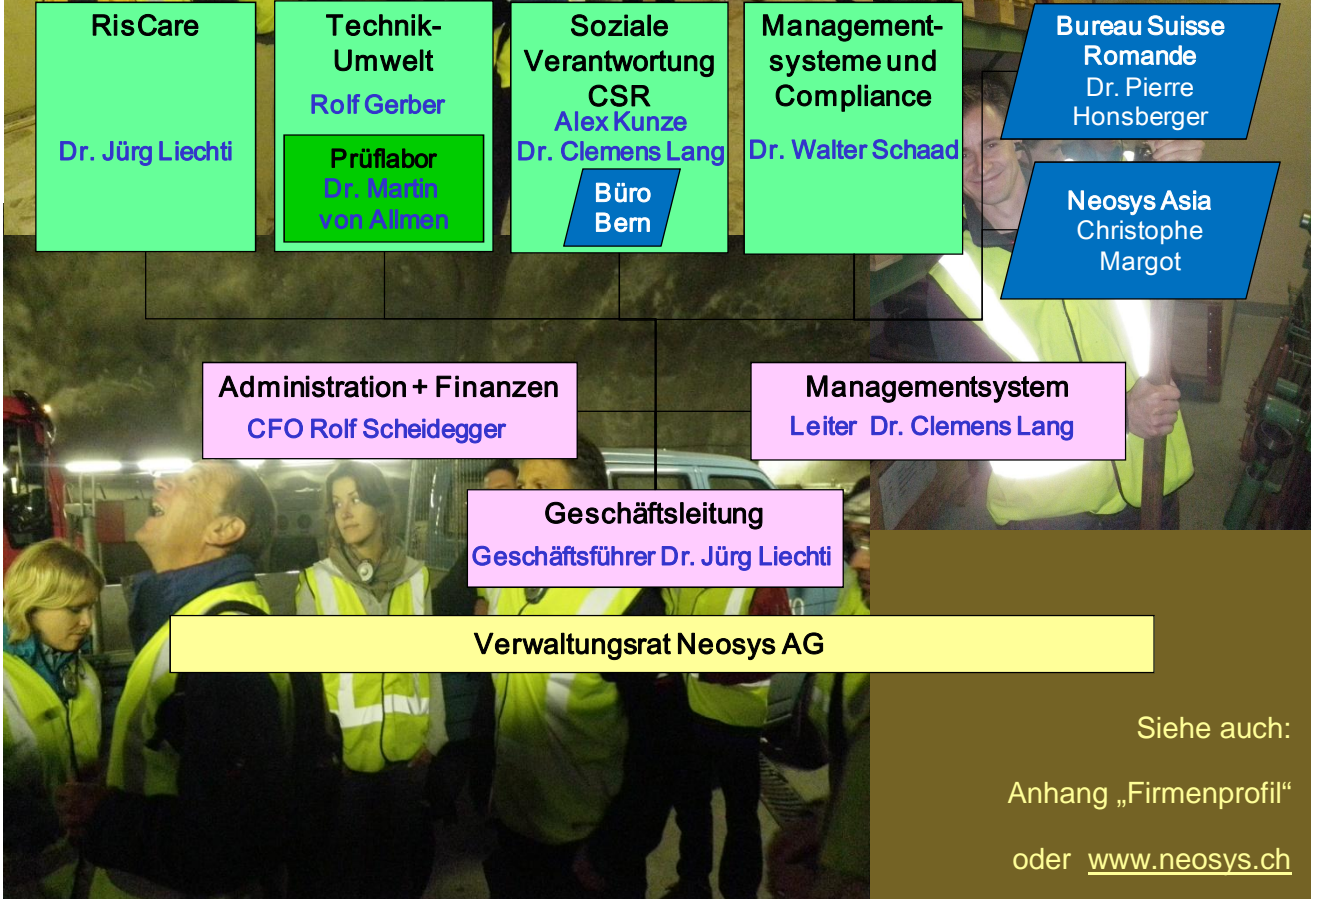 RisCare
Dr. Jürg Liechti
Technik-
Umwelt
Rolf Gerber
Prüflabor
Dr. Martin
von Allmen
Soziale
Verantwortung
CSR
Alex Kunze
Dr. Clemens Lang
Büro
Bern
Management-
systeme und
Compliance
Dr. Walter Schaad
Bureau Suisse
Romande
Dr. Pierre
Honsberger
Neosys Asia
Christophe
Margot
Administration + Finanzen
CFO Rolf Scheidegger
Managementsystem
Leiter Dr. Clemens Lang
Geschäftsleitung
Geschäftsführer Dr. Jürg Liechti
Verwaltungsrat Neosys AG
Siehe auch:
Anhang „Firmenprofil“
oder www.neosys.ch